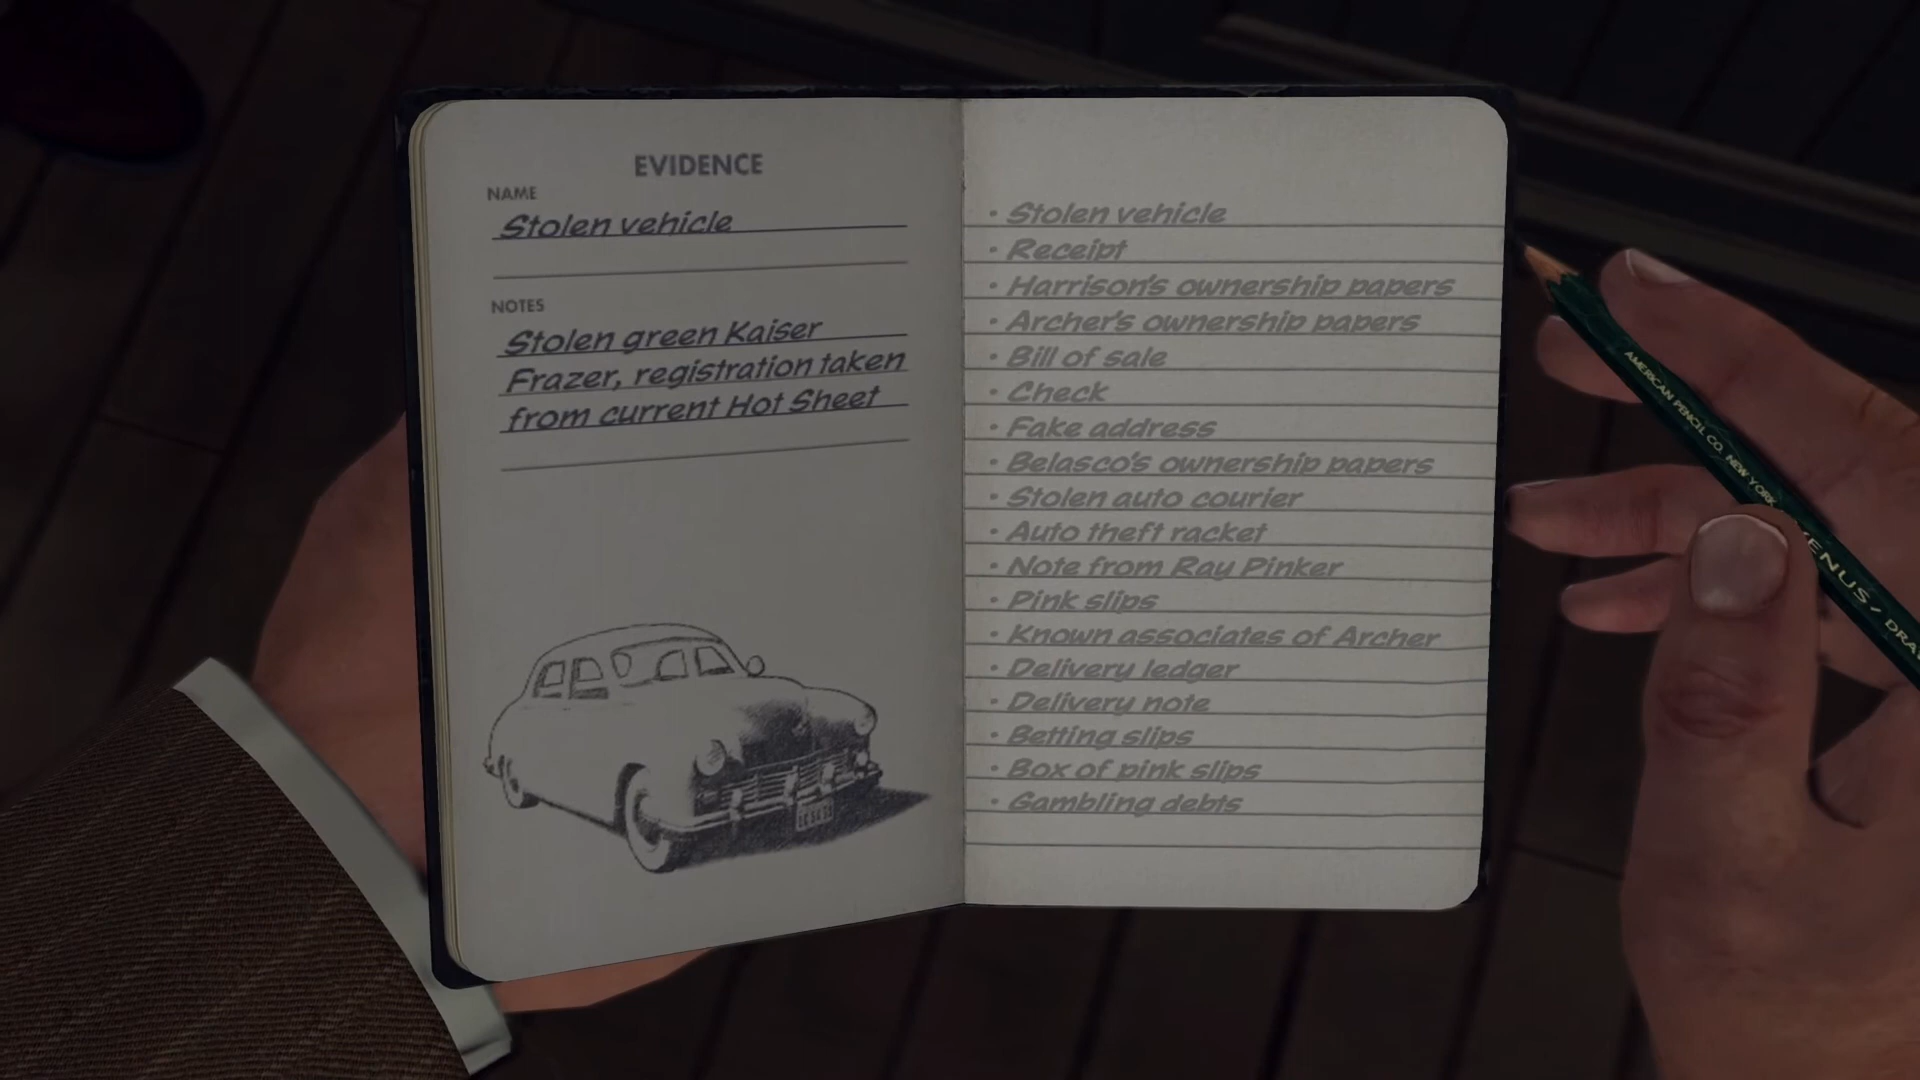 EVIDENCE
NAME
Stolen vehicle
NOTES
Stolen green Kaiser
Frazer, registration taken
from current Hot Sheet
• Stolen vehicle
• Receipt
• Harrison's ownership papers
• Archer's ownership papers
• Bill of sale
• Check
• Fake address
• Belasco's ownership papers
• Stolen auto courier
• Auto theft racket
• Note from Ray Pinker
• Pink slips
• Known associates of Archer
• Delivery ledger
• Delivery note
• Betting slips
• Box of pink slips
• Gambling debts
AMERICAN PENCIL CO. NEW YORK